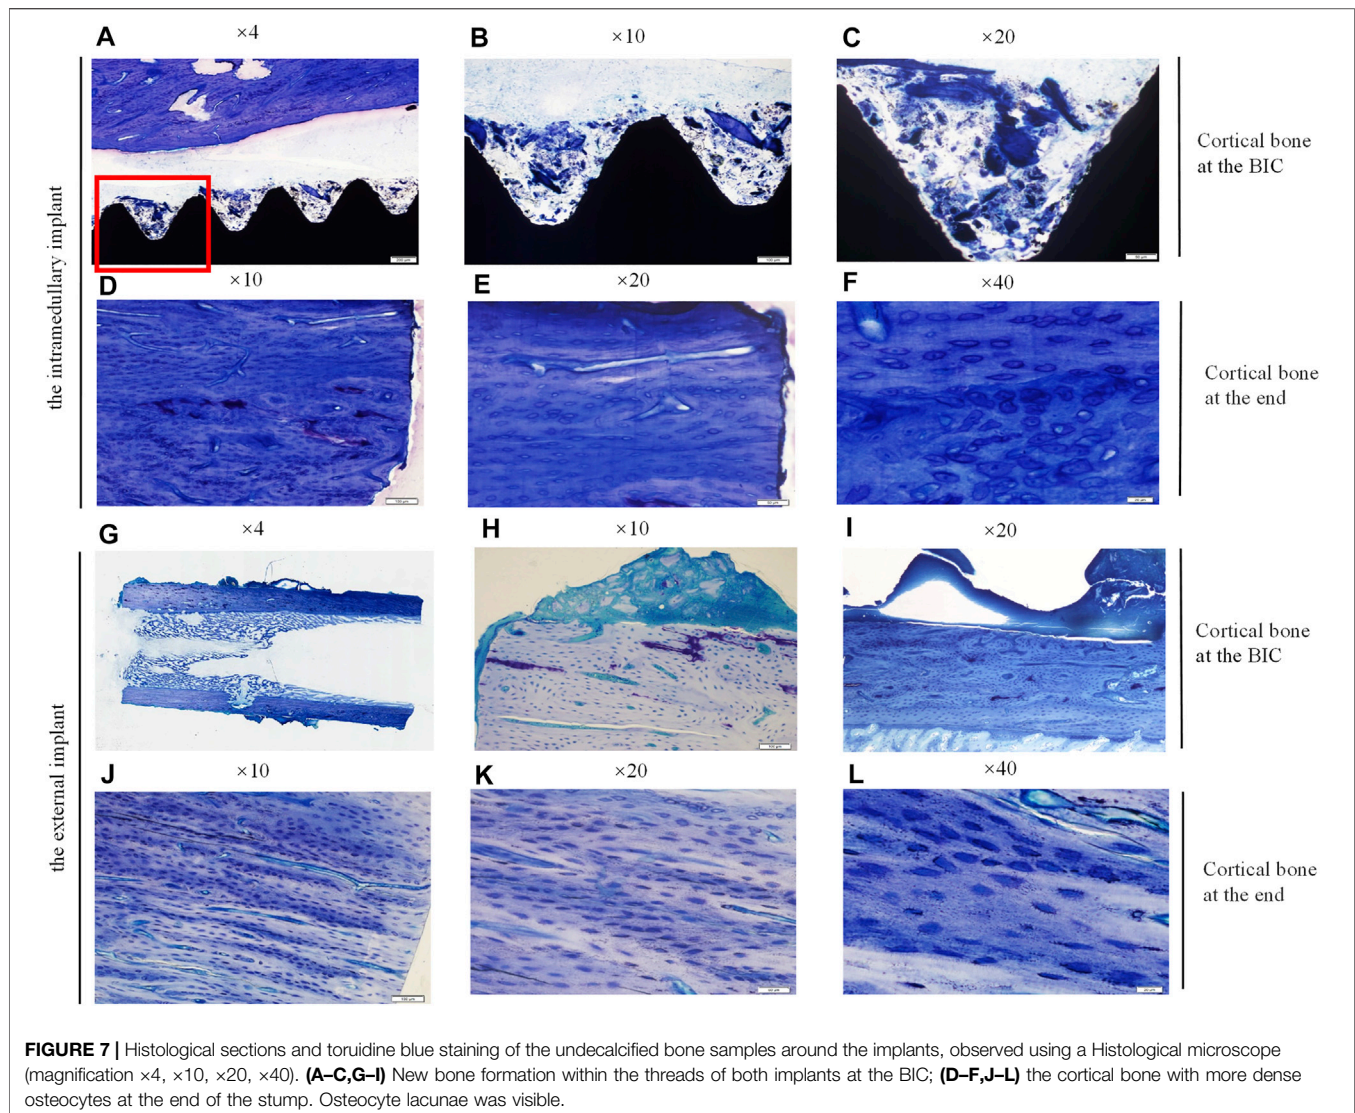 A ×4
B ×10
C ×20
Cortical bone
at the BIC
the intramedullary implant
D ×10
E ×20
F ×40
Cortical bone
at the end
G ×4
H ×10
I ×20
Cortical bone
at the BIC
the external implant
J ×10
K ×20
L ×40
Cortical bone
at the end
FIGURE 7 | Histological sections and toruidine blue staining of the undecalcified bone samples around the implants, observed using a Histological microscope
(magnification ×4, ×10, ×20, ×40). (A–C,G–I) New bone formation within the threads of both implants at the BIC; (D–F,J–L) the cortical bone with more dense
osteocytes at the end of the stump. Osteocyte lacunae was visible.